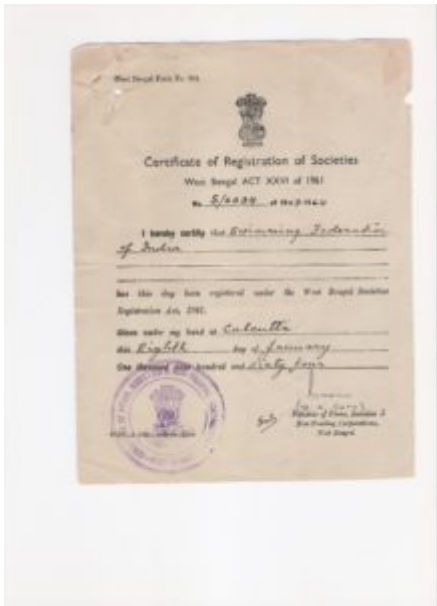 West Bengal Form No.
Certificate of Registration of Societies
West Bengal ACT XXVI of 1961
No. S/ of 1963-1964
I hereby certify that Swimming Federation
of India
has this day been registered under the West Bengal Societies
Registration Act, 1961.
Given under my hand at Calcutta
this Eighth day of January
One thousand nine hundred and Sixty four
Registrar of Firms, Societies &
Non-Trading Corporations,
West Bengal.